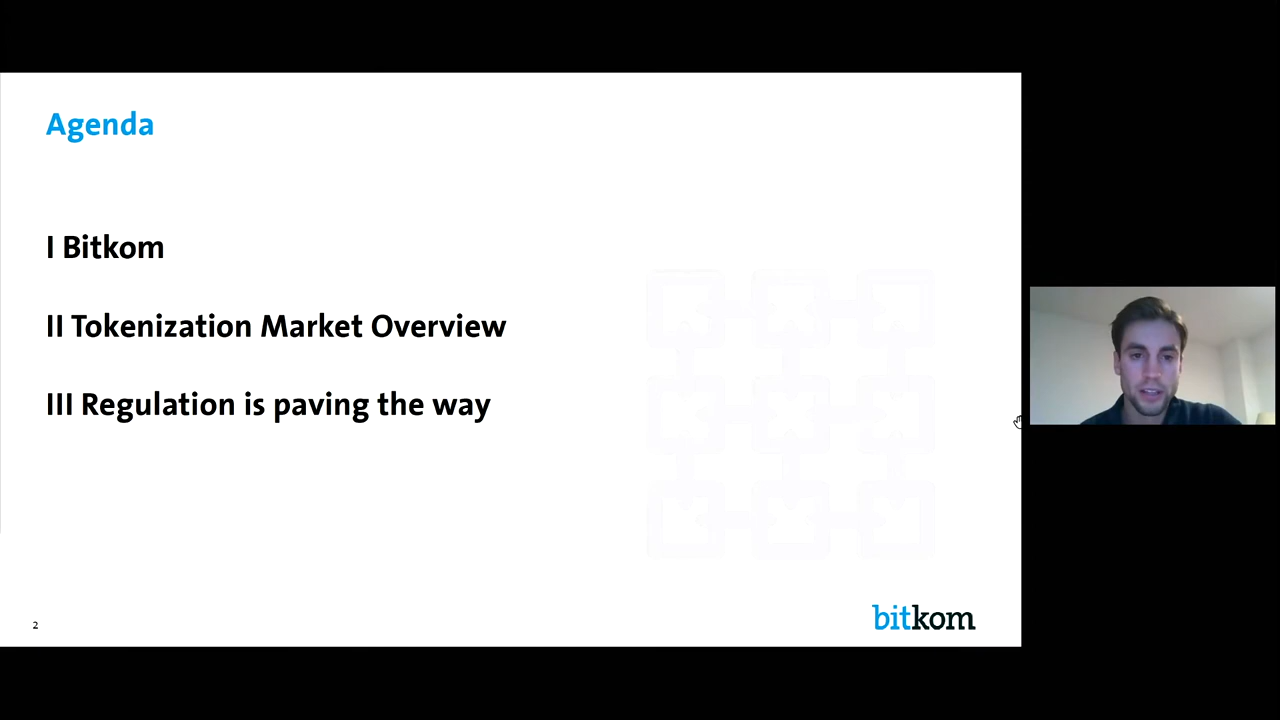 Agenda
I Bitkom
II Tokenization Market Overview
III Regulation is paving the way
2
bitkom